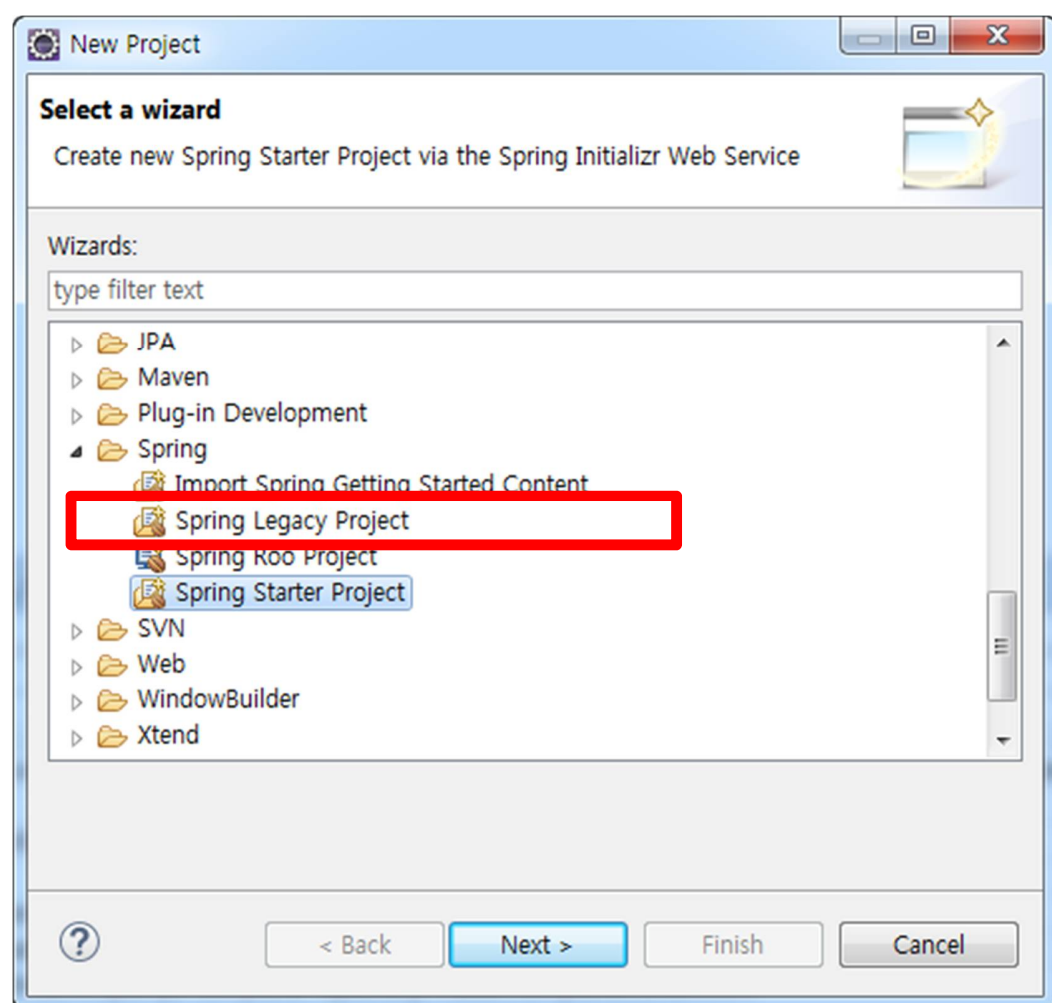 New Project
Select a wizard
Create new Spring Starter Project via the Spring Initializr Web Service
Wizards:
type filter text
JPA
Maven
Plug-in Development
Spring
Import Spring Getting Started Content
Spring Legacy Project
Spring Roo Project
Spring Starter Project
SVN
Web
WindowBuilder
Xtend
? < Back Next > Finish Cancel